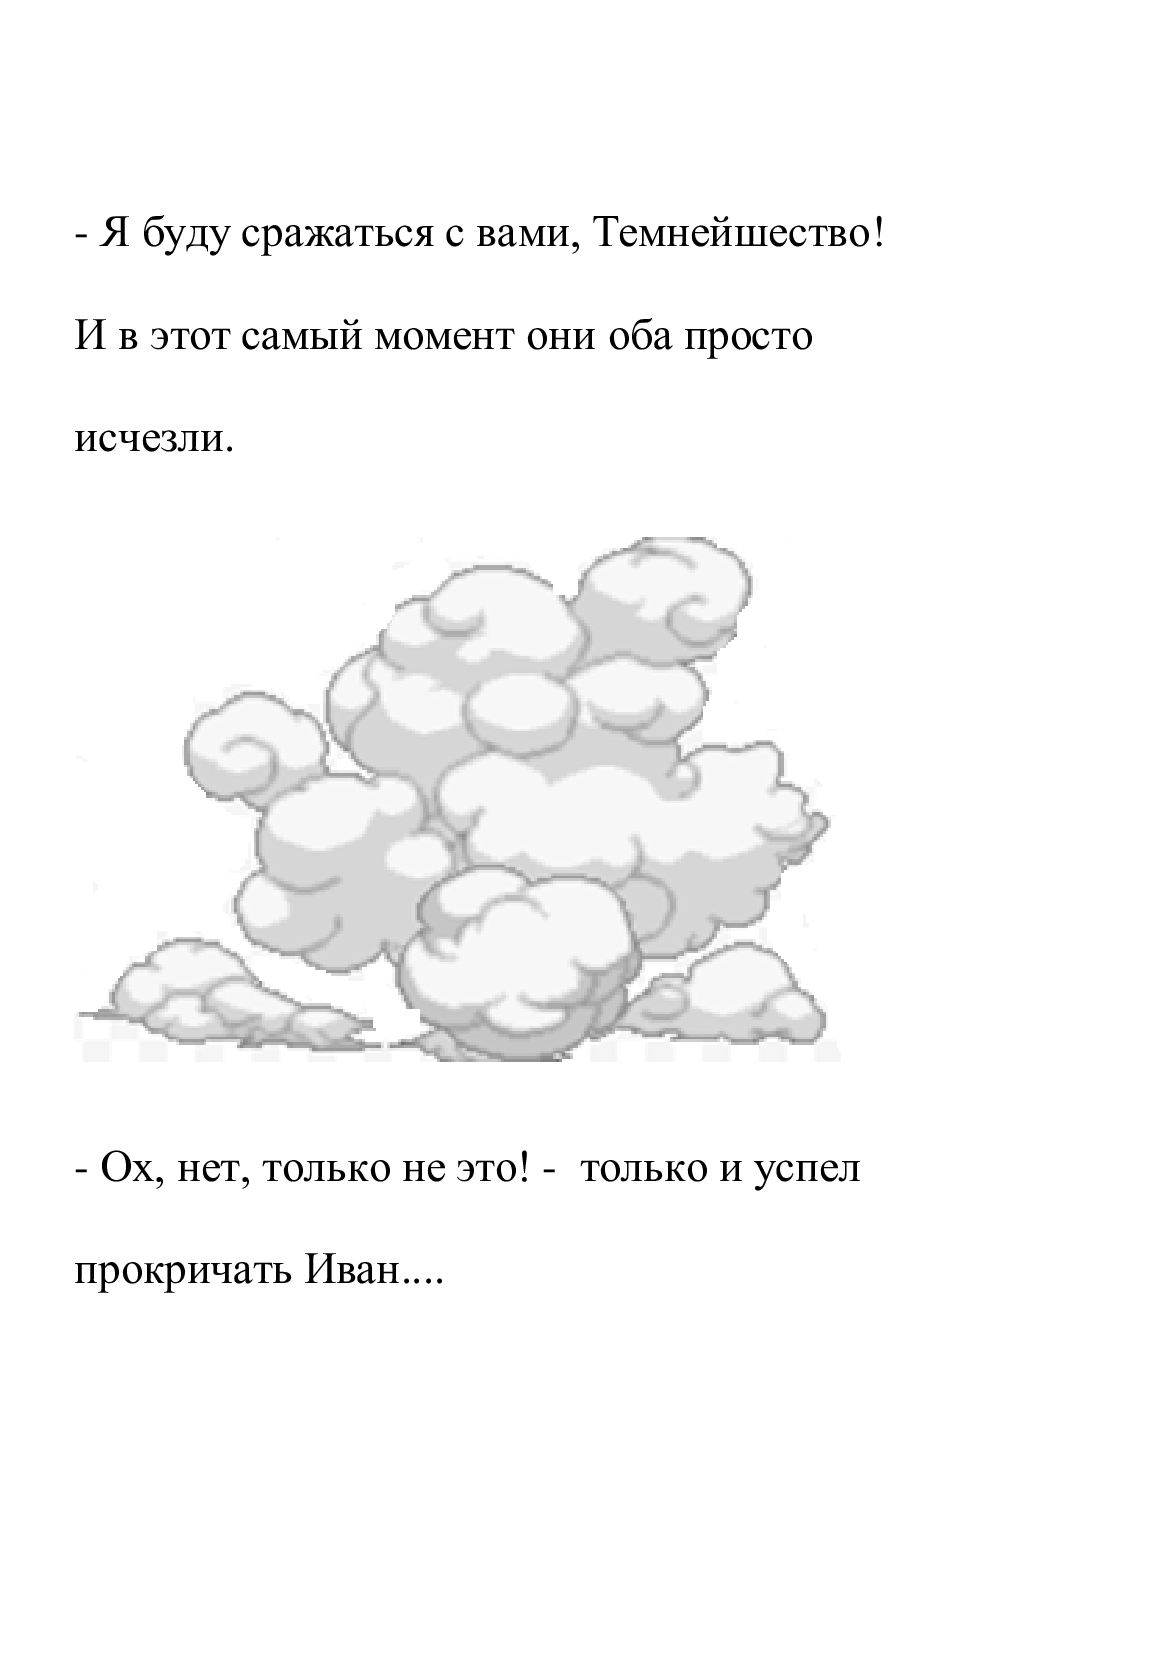 - Я буду сражаться с вами, Темнейшество!
И в этот самый момент они оба просто
исчезли.
- Ох, нет, только не это! -  только и успел
прокричать Иван....